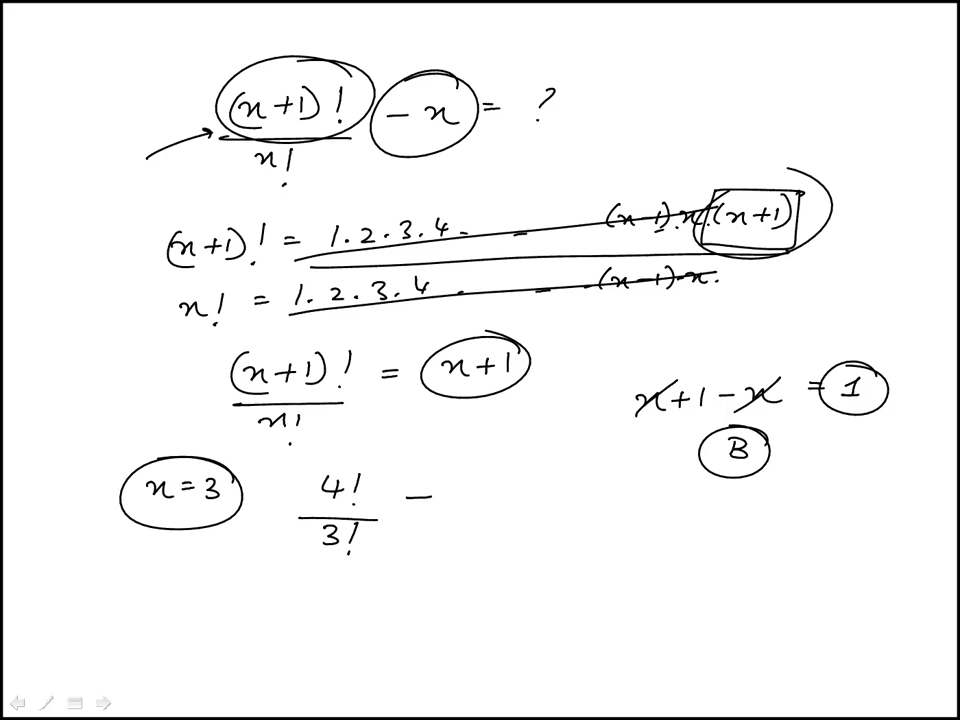 (n+1)! / n! - n = ?
(n+1)! = 1.2.3.4. - (n-1).n.(n+1)
n! = 1.2.3.4. - (n-1).n.
(n+1)! / n! = n+1
n+1-n = 1
B
n=3 4! / 3! -